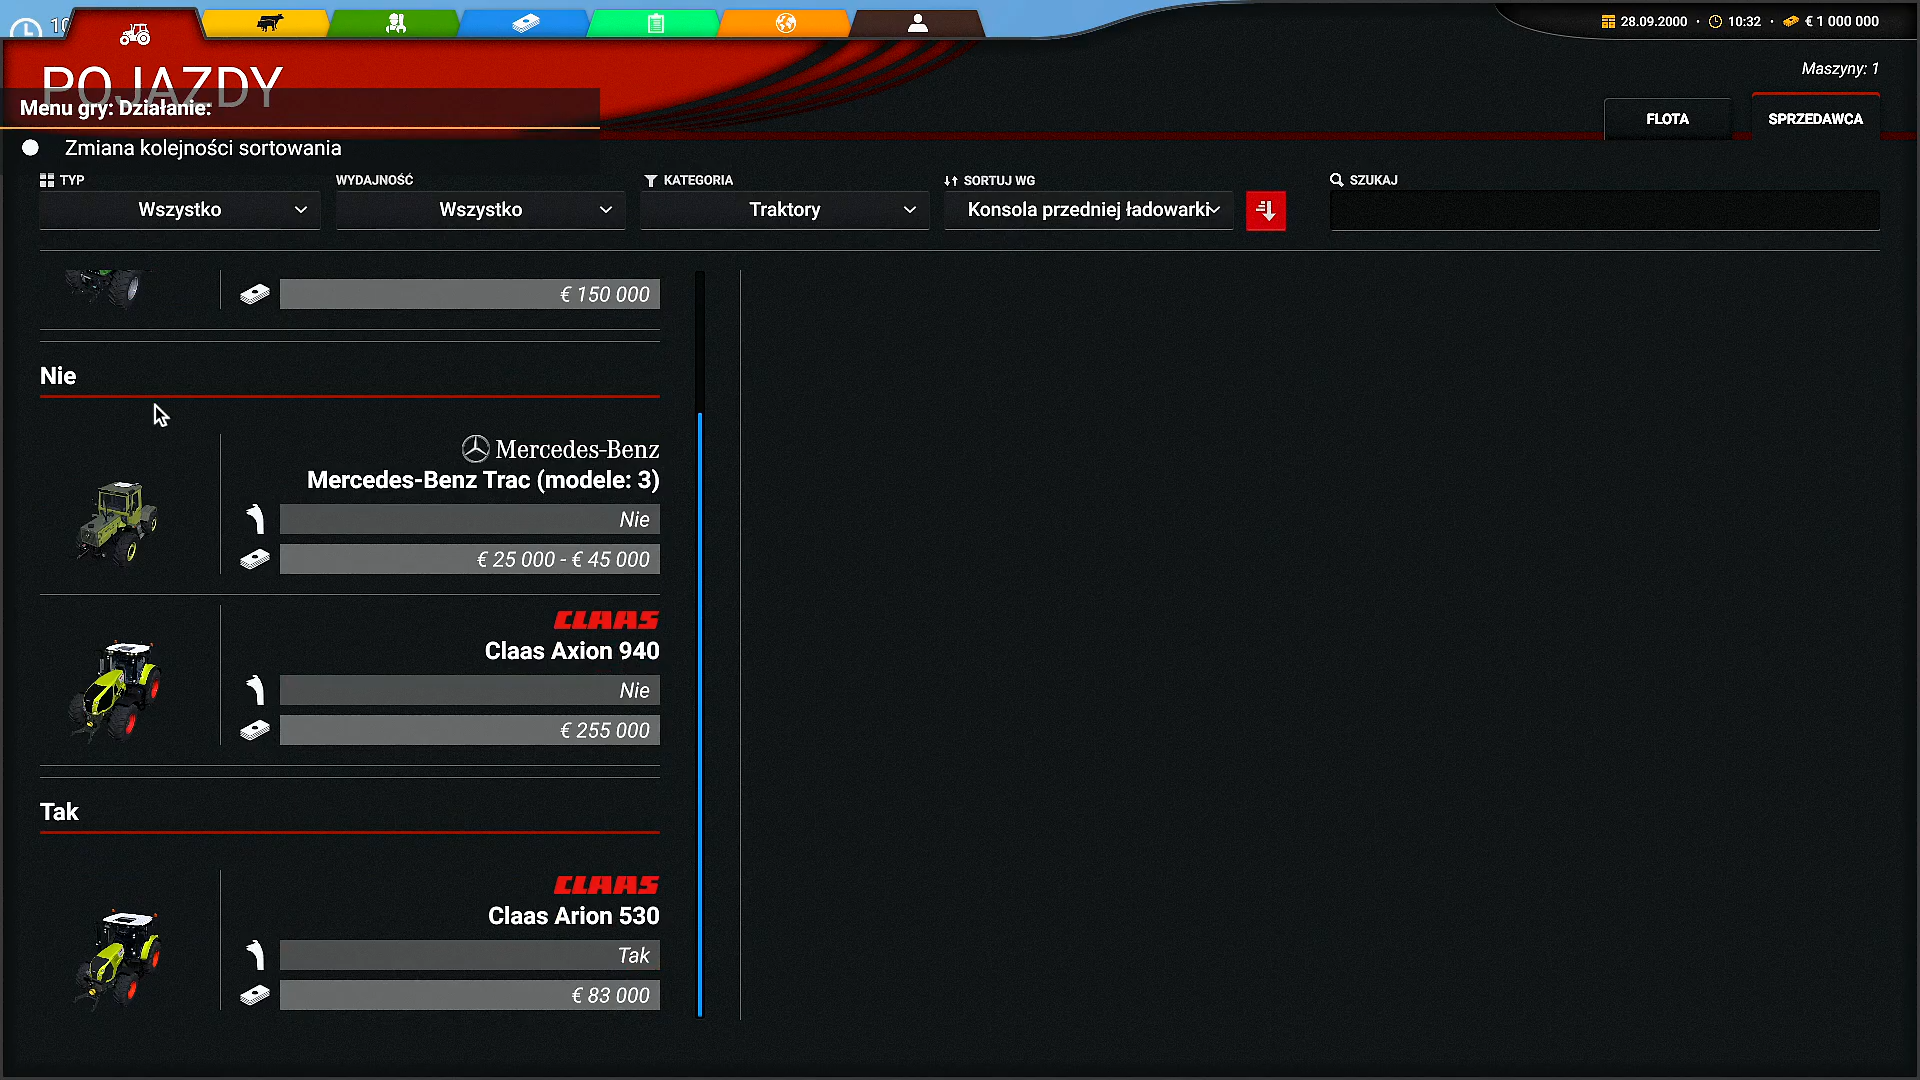 28.09.2000 · 10:32 · € 1 000 000
POJAZDY
Maszyny: 1
Menu gry: Działanie:
FLOTA
SPRZEDAWCA
Zmiana kolejności sortowania
TYP
WYDAJNOŚĆ
KATEGORIA
SORTUJ WG
SZUKAJ
Wszystko
Wszystko
Traktory
Konsola przedniej ładowarki
€ 150 000
Nie
Mercedes-Benz
Mercedes-Benz Trac (modele: 3)
Nie
€ 25 000 - € 45 000
CLAAS
Claas Axion 940
Nie
€ 255 000
Tak
CLAAS
Claas Arion 530
Tak
€ 83 000